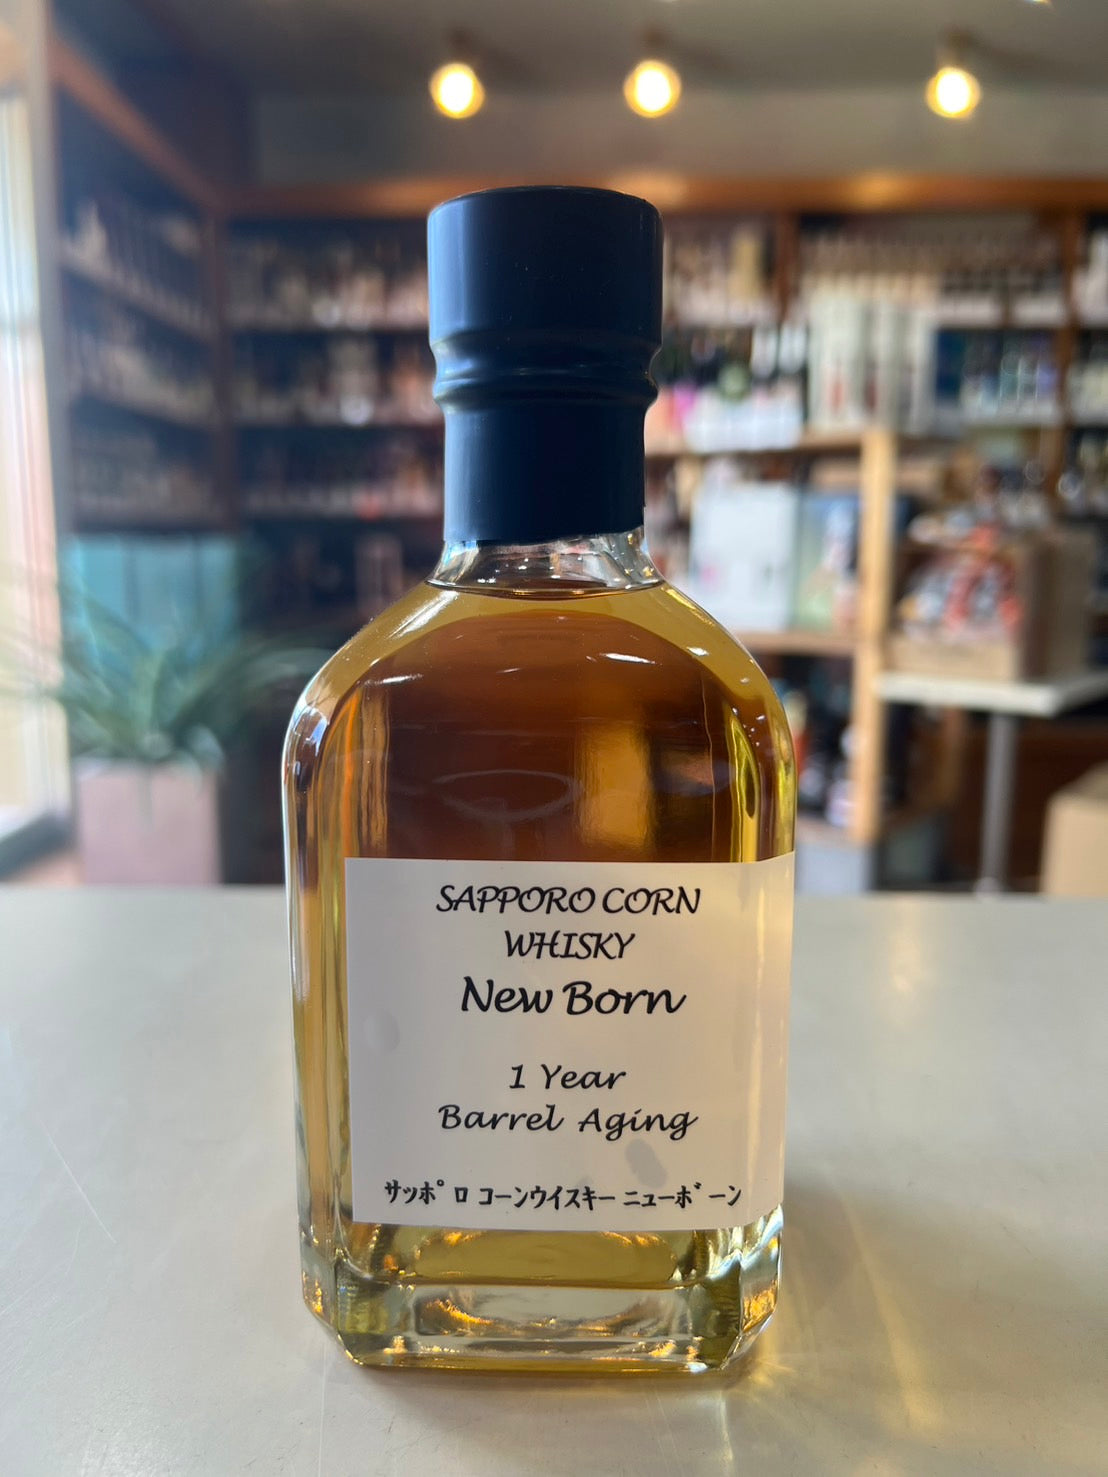 SAPPORO CORN
WHISKY
New Born
1 Year
Barrel Aging
サッポロ コーンウイスキー ニューボーン